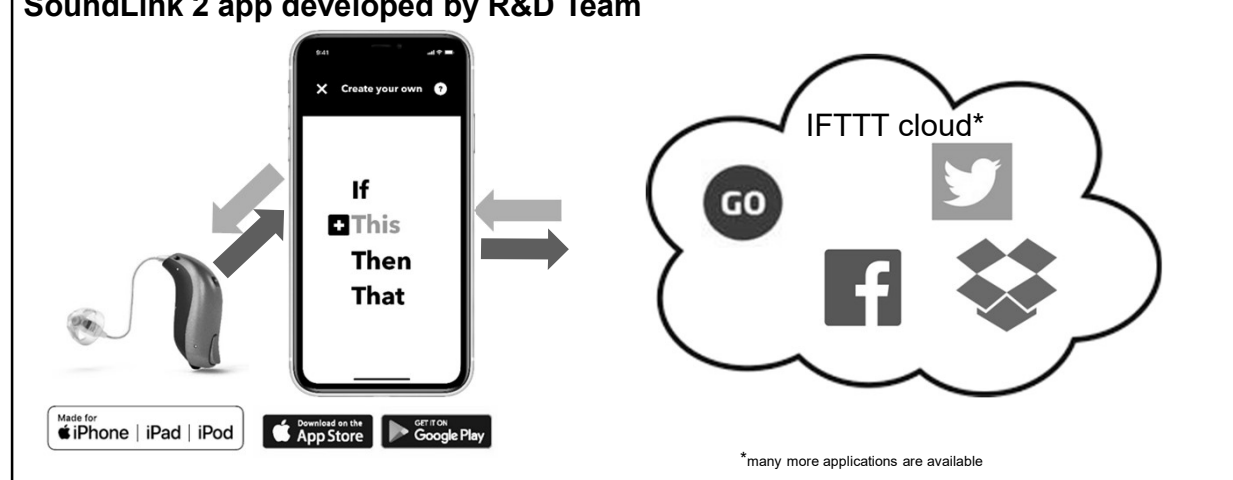 SoundLink 2 app developed by R&D Team
9:41
Create your own ?
If
This
Then
That
IFTTT cloud*
GO
Made for
iPhone | iPad | iPod
Download on the
App Store
GET IT ON
Google Play
*many more applications are available